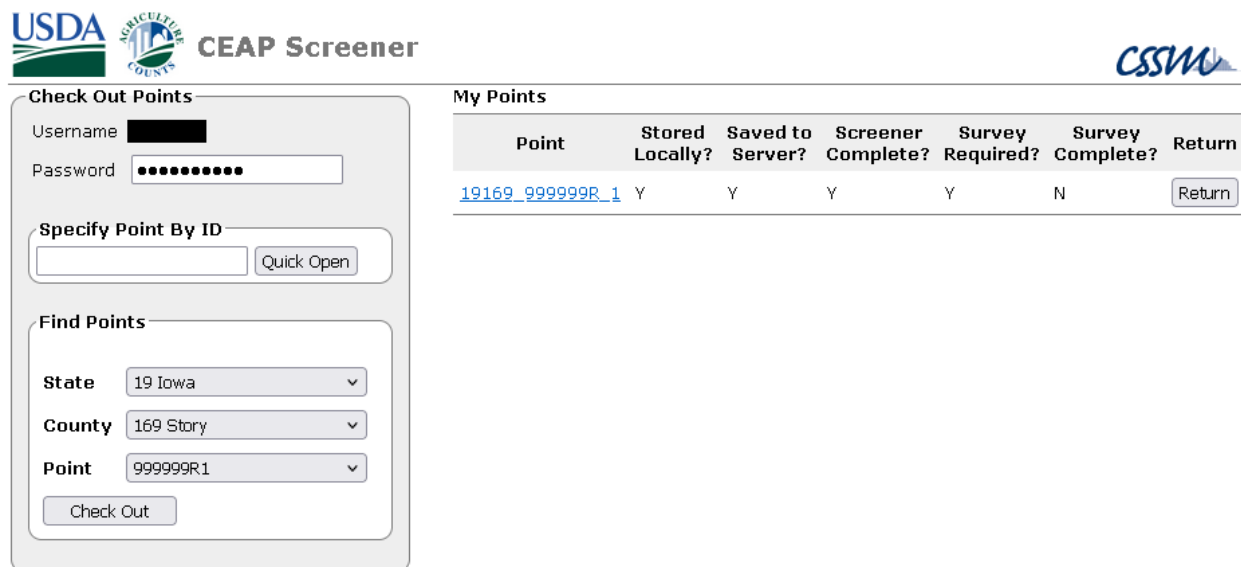 USDA
AGRICULTURE
COUNTS
CEAP Screener
CSSM
Check Out Points
Username
Password ●●●●●●●●●●
Specify Point By ID
Quick Open
Find Points
State 19 Iowa
County 169 Story
Point 999999R1
Check Out
My Points
Point Stored Locally? Saved to Server? Screener Complete? Survey Required? Survey Complete? Return
19169_999999R_1 Y Y Y Y N Return